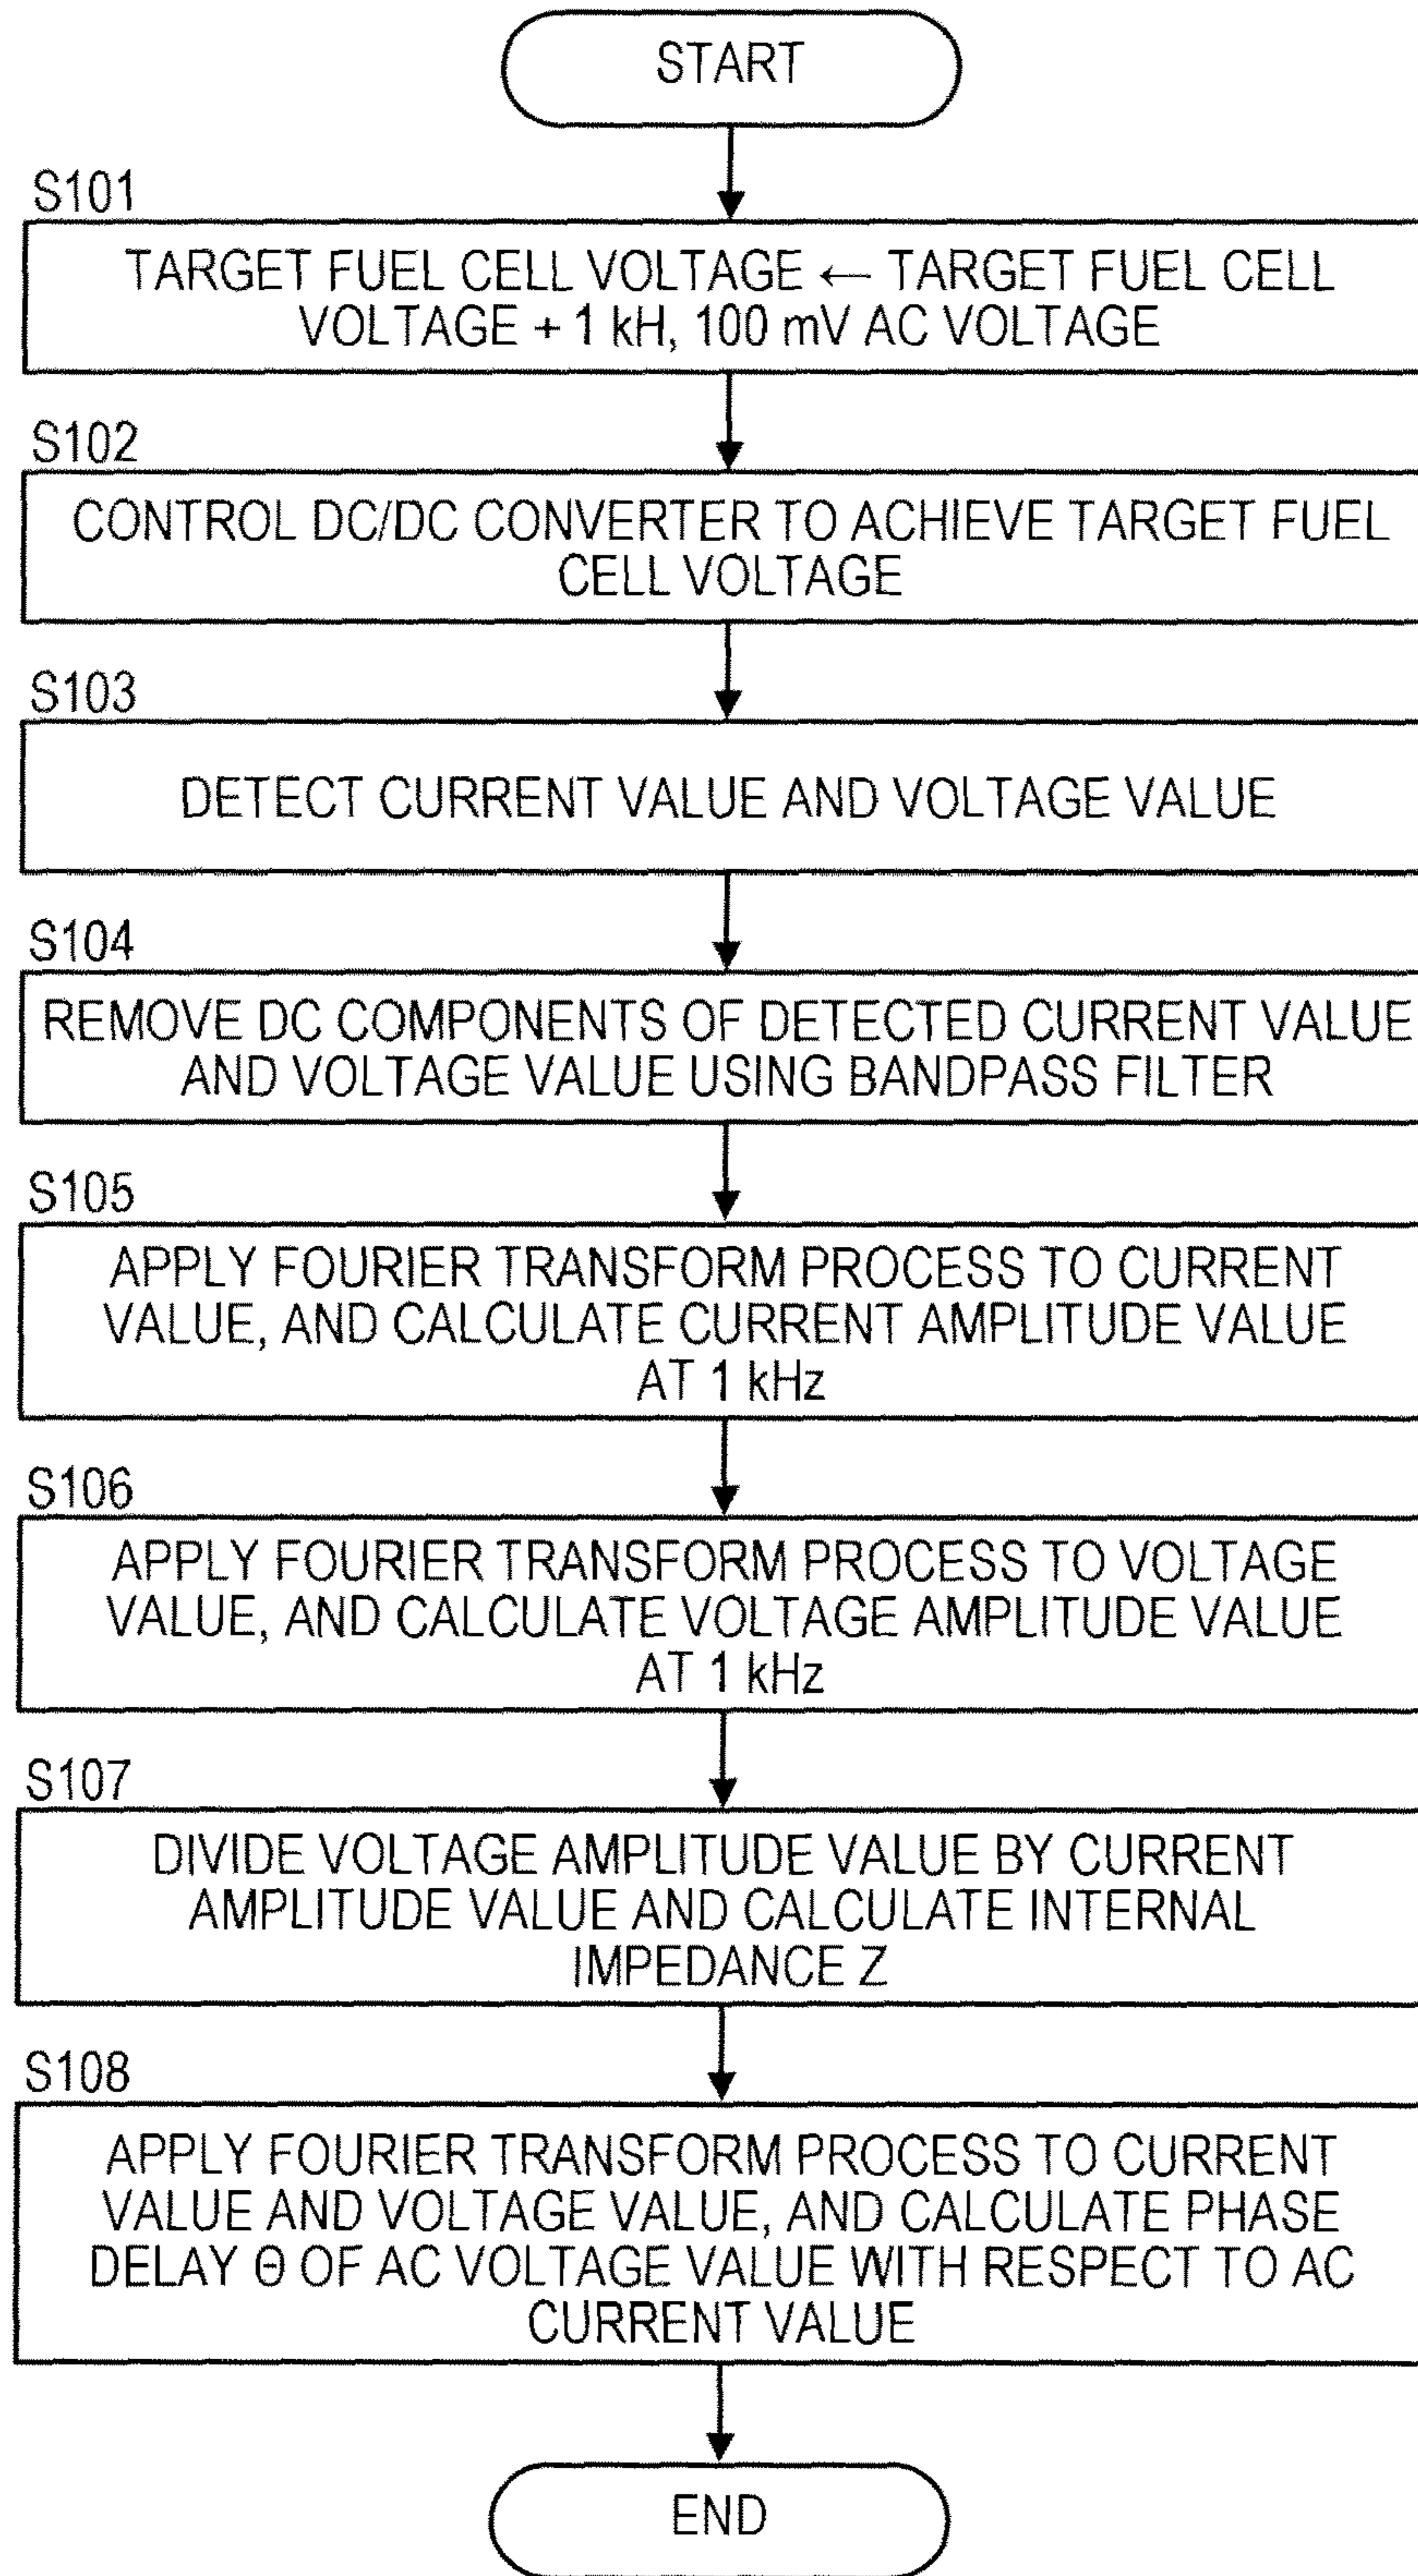 START
S101
TARGET FUEL CELL VOLTAGE ← TARGET FUEL CELL
VOLTAGE + 1 kH, 100 mV AC VOLTAGE
S102
CONTROL DC/DC CONVERTER TO ACHIEVE TARGET FUEL
CELL VOLTAGE
S103
DETECT CURRENT VALUE AND VOLTAGE VALUE
S104
REMOVE DC COMPONENTS OF DETECTED CURRENT VALUE
AND VOLTAGE VALUE USING BANDPASS FILTER
S105
APPLY FOURIER TRANSFORM PROCESS TO CURRENT
VALUE, AND CALCULATE CURRENT AMPLITUDE VALUE
AT 1 kHz
S106
APPLY FOURIER TRANSFORM PROCESS TO VOLTAGE
VALUE, AND CALCULATE VOLTAGE AMPLITUDE VALUE
AT 1 kHz
S107
DIVIDE VOLTAGE AMPLITUDE VALUE BY CURRENT
AMPLITUDE VALUE AND CALCULATE INTERNAL
IMPEDANCE Z
S108
APPLY FOURIER TRANSFORM PROCESS TO CURRENT
VALUE AND VOLTAGE VALUE, AND CALCULATE PHASE
DELAY Θ OF AC VOLTAGE VALUE WITH RESPECT TO AC
CURRENT VALUE
END